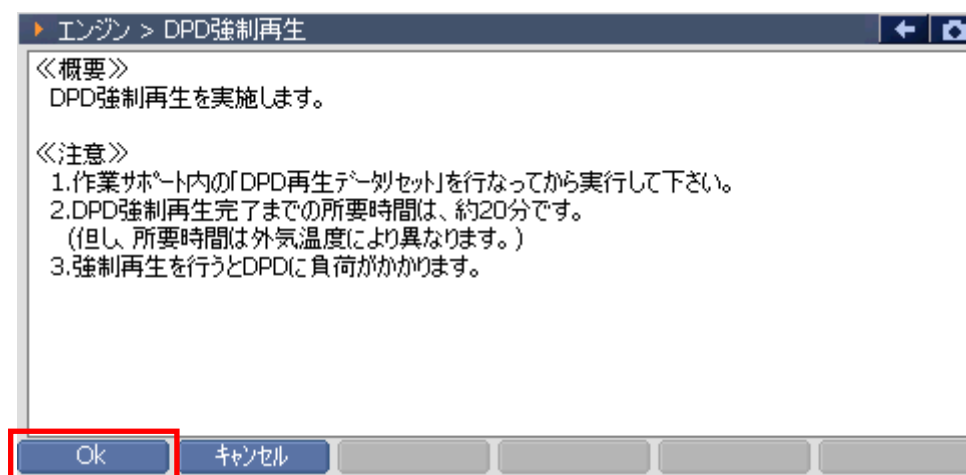 エンジン > DPD強制再生
≪概要≫
DPD強制再生を実施します。
≪注意≫
1.作業ｻﾎﾟｰﾄ内の｢DPD再生ﾃﾞｰﾀﾘｾｯﾄ｣を行なってから実行して下さい。
2.DPD強制再生完了までの所要時間は、約20分です。
(但し、所要時間は外気温度により異なります。)
3.強制再生を行うとDPDに負荷がかかります。
Ok
ｷｬﾝｾﾙ